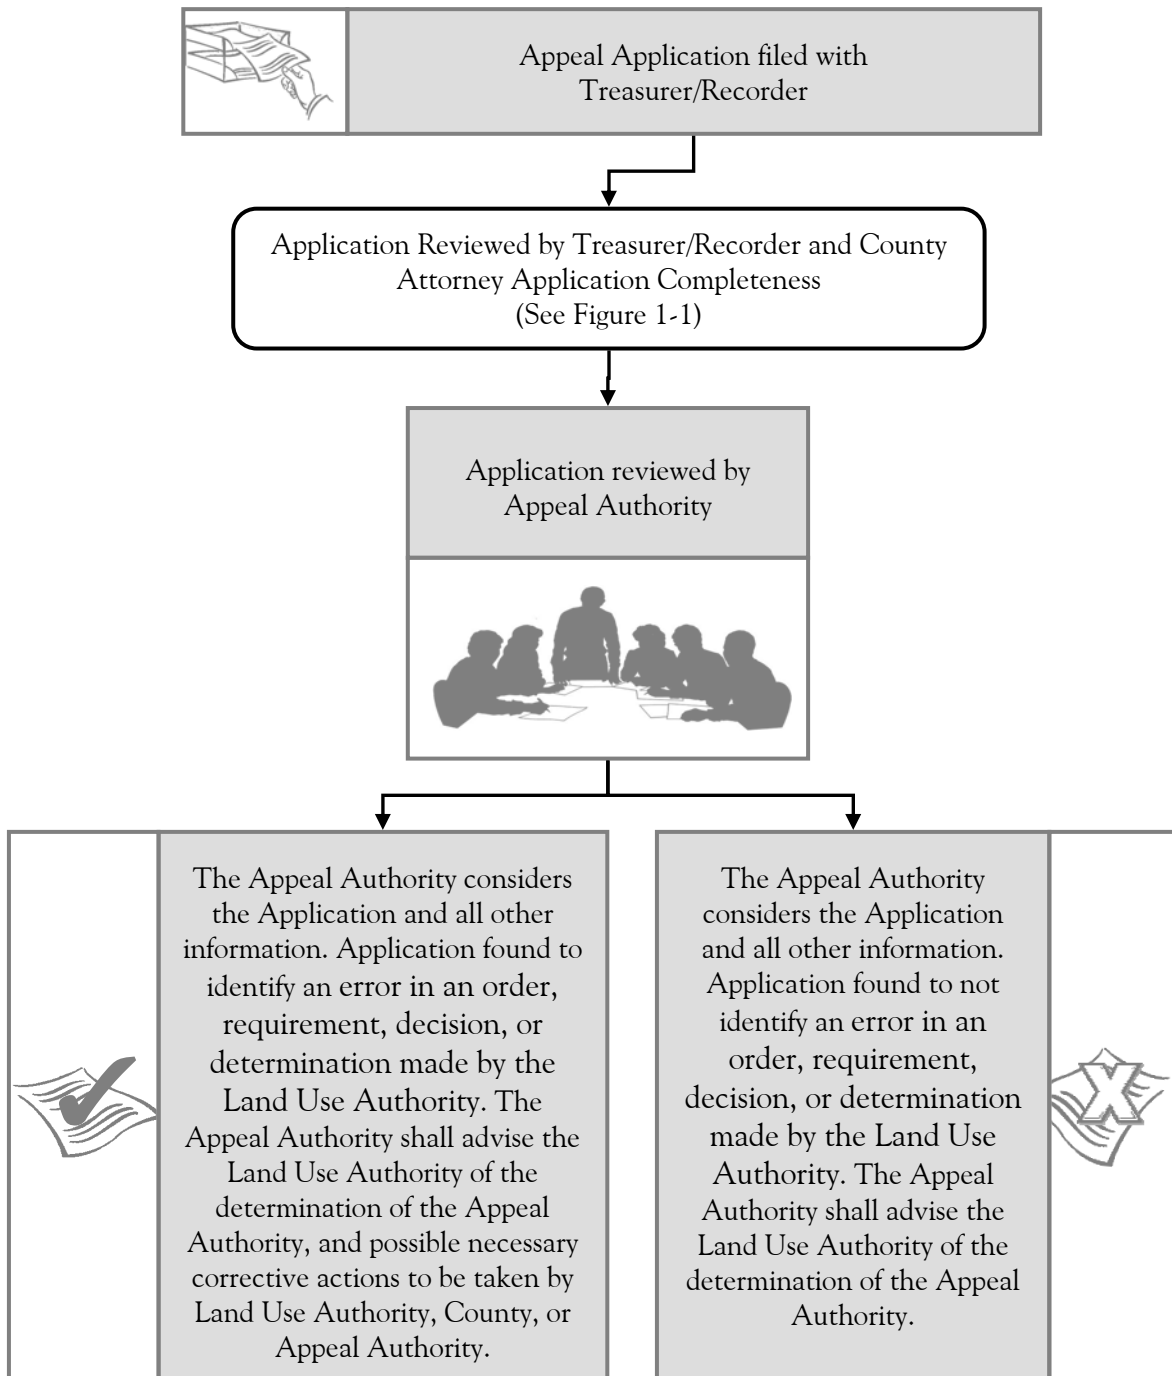 Appeal Application filed with
Treasurer/Recorder
Application Reviewed by Treasurer/Recorder and County
Attorney Application Completeness
(See Figure 1-1)
Application reviewed by
Appeal Authority
The Appeal Authority considers
the Application and all other
information. Application found to
identify an error in an order,
requirement, decision, or
determination made by the
Land Use Authority. The
Appeal Authority shall advise the
Land Use Authority of the
determination of the Appeal
Authority, and possible necessary
corrective actions to be taken by
Land Use Authority, County, or
Appeal Authority.
The Appeal Authority
considers the Application
and all other information.
Application found to not
identify an error in an
order, requirement,
decision, or determination
made by the Land Use
Authority. The Appeal
Authority shall advise the
Land Use Authority of the
determination of the Appeal
Authority.
X